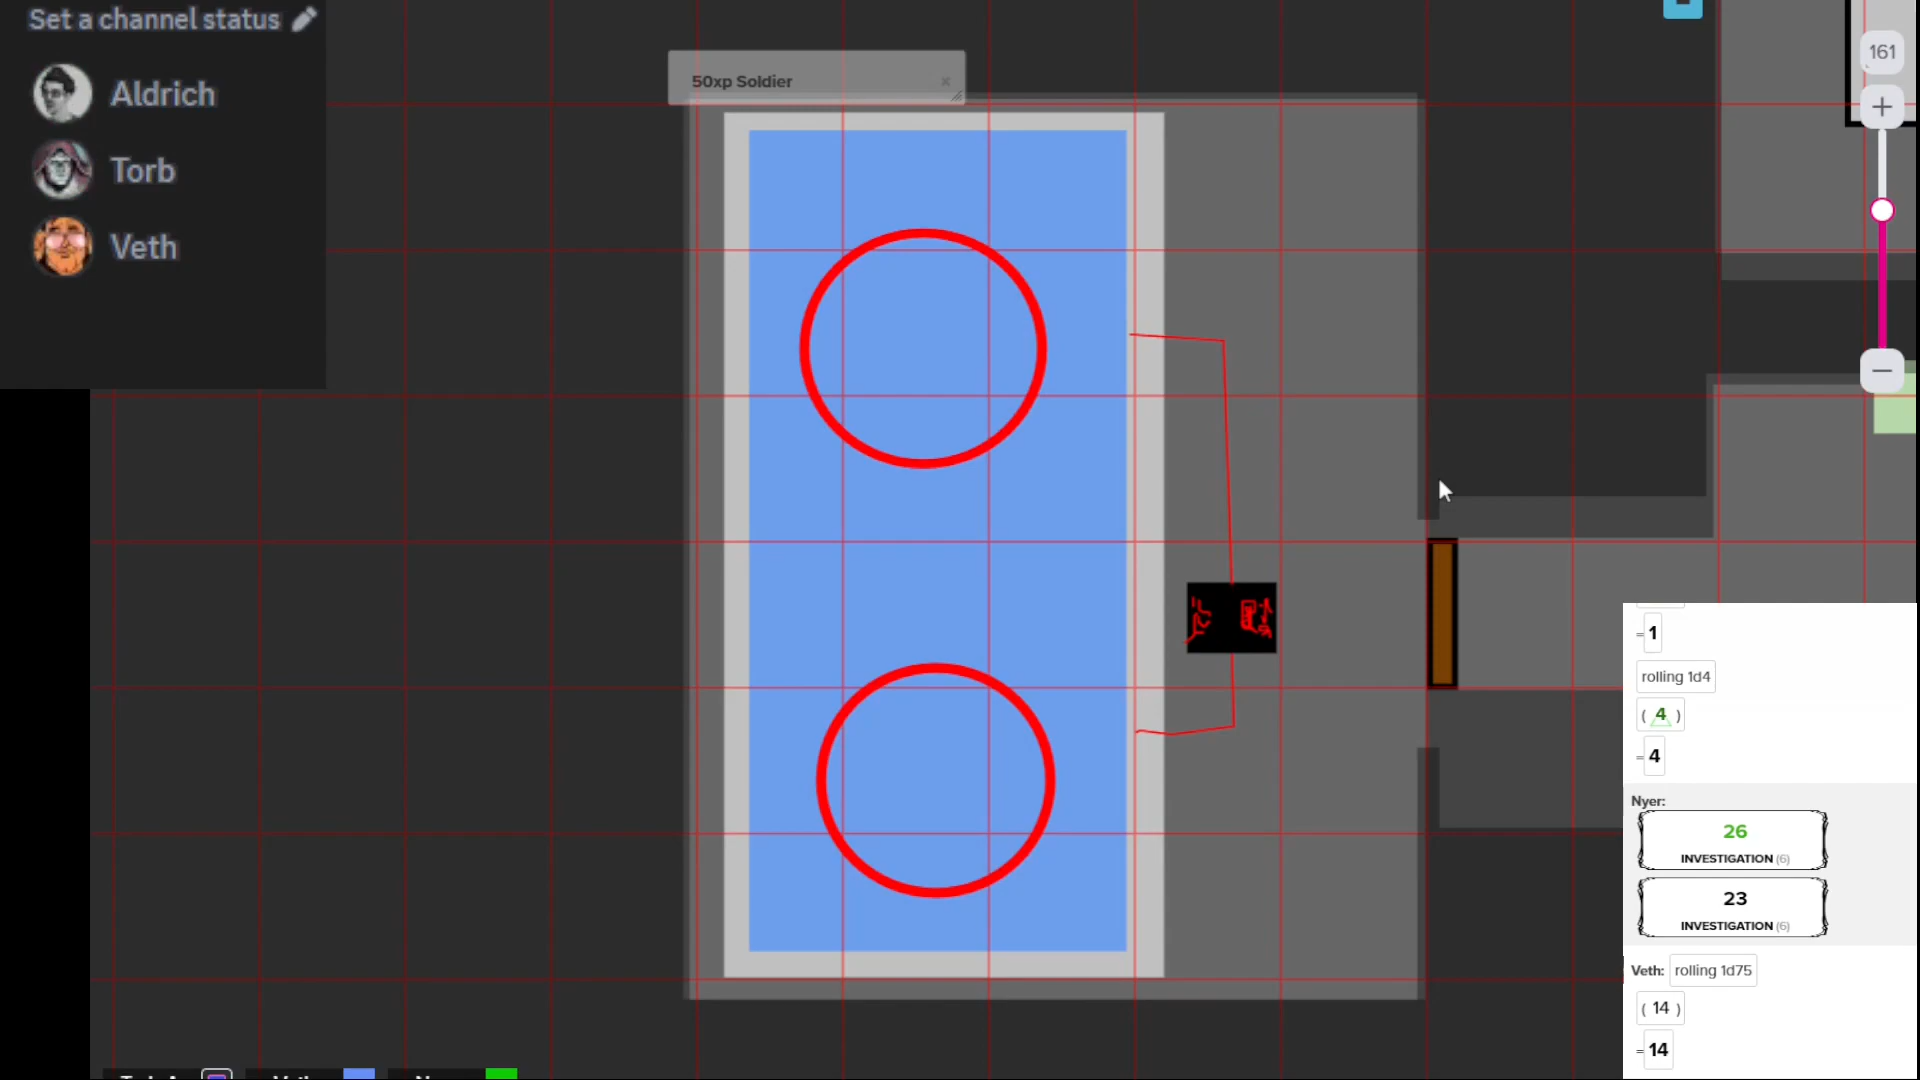 Set a channel status
Aldrich
Torb
Veth
50xp Soldier ×
161
+
−
= 1
rolling 1d4
( 4 )
= 4
Nyer:
26
INVESTIGATION (6)
23
INVESTIGATION (6)
Veth: rolling 1d75
( 14 )
= 14